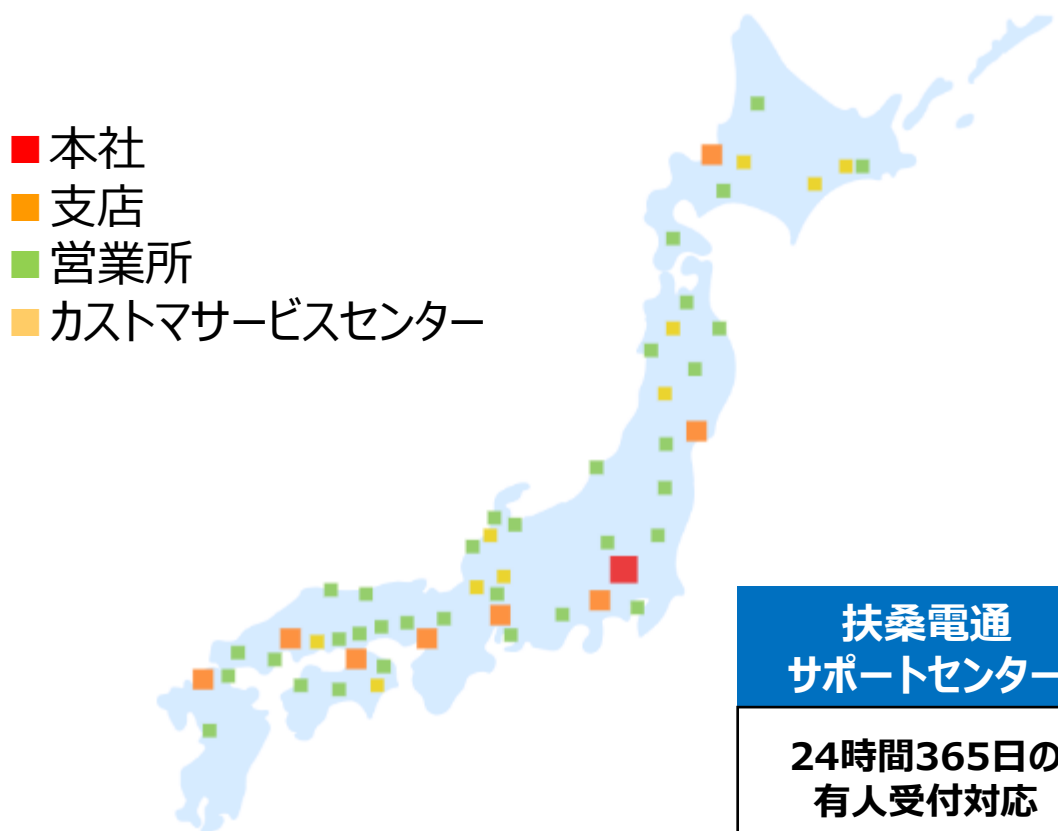 本社
支店
営業所
カストマサービスセンター
扶桑電通
サポートセンター
24時間365日の
有人受付対応